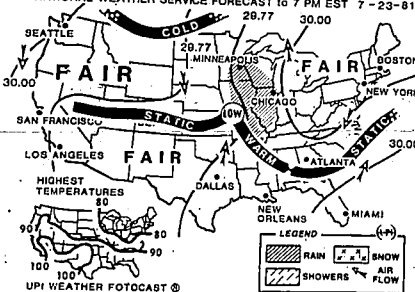 NATIONAL WEATHER SERVICE FORECAST to 7 PM EST 7-23-81
29.77
30.00
SEATTLE
COLD
29.77
MINNEAPOLIS
BOSTON
FAIR
FAIR
30.00
CHICAGO
NEW YORK
SAN FRANCISCO
STATIC
LOW
WARM
STATIC
30.00
LOS ANGELES
FAIR
ATLANTA
HIGHEST
TEMPERATURES
DALLAS
80
NEW
ORLEANS
MIAMI
90
80
90
100
100
LEGEND
RAIN
SNOW
SHOWERS
AIR
FLOW
UPI WEATHER FOTOCAST ®